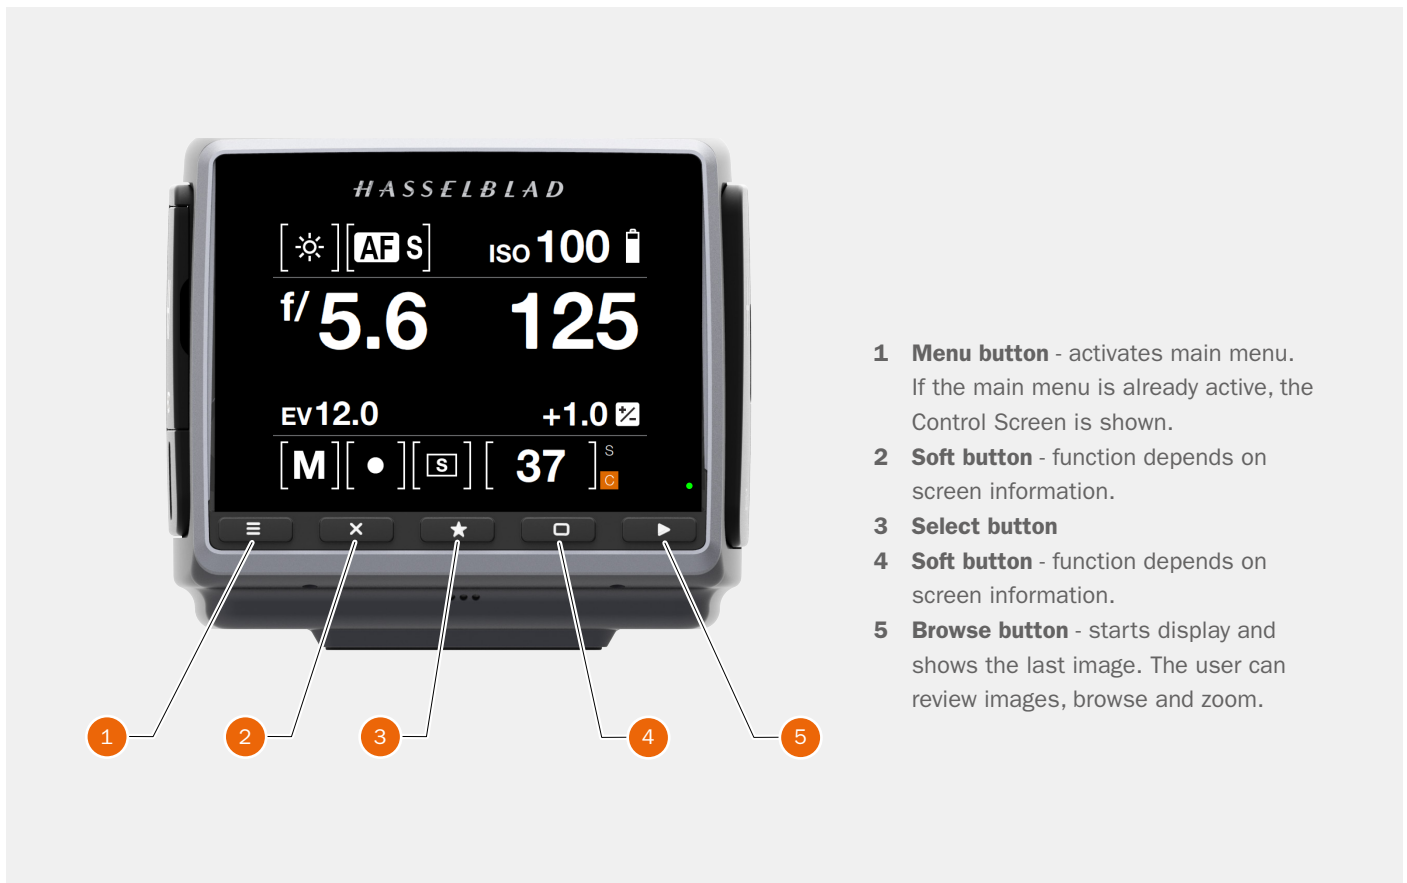 HASSELBLAD
AF S ISO 100
f/5.6 125
EV 12.0 +1.0
M S 37 S
C
1 Menu button - activates main menu.
If the main menu is already active, the
Control Screen is shown.
2 Soft button - function depends on
screen information.
3 Select button
4 Soft button - function depends on
screen information.
5 Browse button - starts display and
shows the last image. The user can
review images, browse and zoom.
1 2 3 4 5